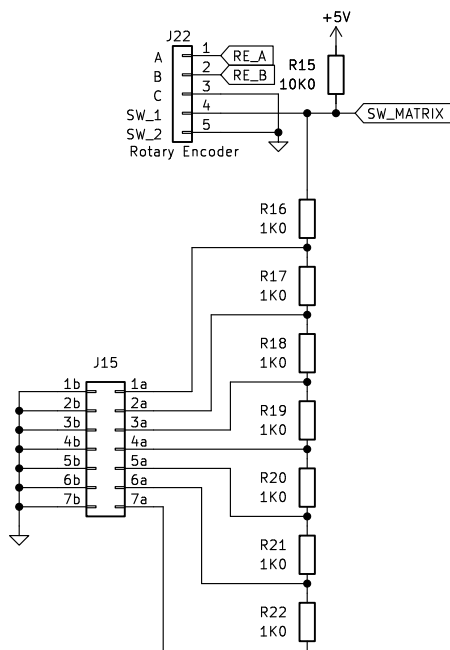 +5V
J22
A 1 RE_A
B 2 RE_B
C 3
SW_1 4
SW_2 5
Rotary Encoder
R15
10K0
SW_MATRIX
R16
1K0
R17
1K0
R18
1K0
J15
1b 1a
2b 2a
3b 3a
4b 4a
5b 5a
6b 6a
7b 7a
R19
1K0
R20
1K0
R21
1K0
R22
1K0